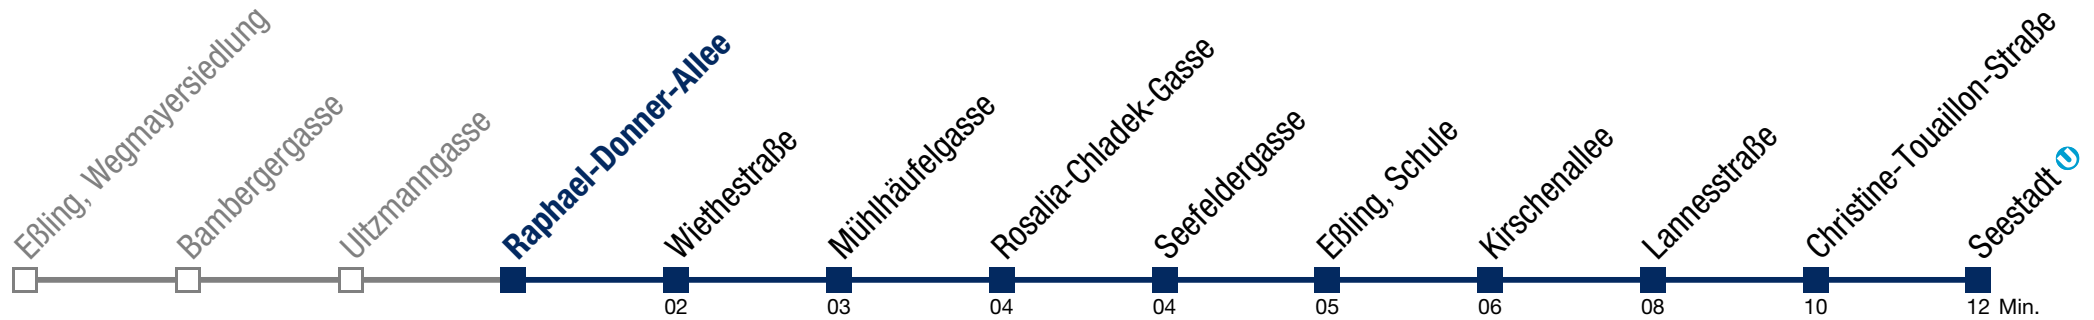 Eßling, Wegmayersiedlung
Bambergergasse
Ultzmanngasse
Raphael-Donner-Allee
Wiethestraße
Mühlhäufelgasse
Rosalia-Chladek-Gasse
Seefeldergasse
Eßling, Schule
Kirschenallee
Lannesstraße
Christine-Touaillon-Straße
Seestadt U
02 03 04 04 05 06 08 10 12 Min.